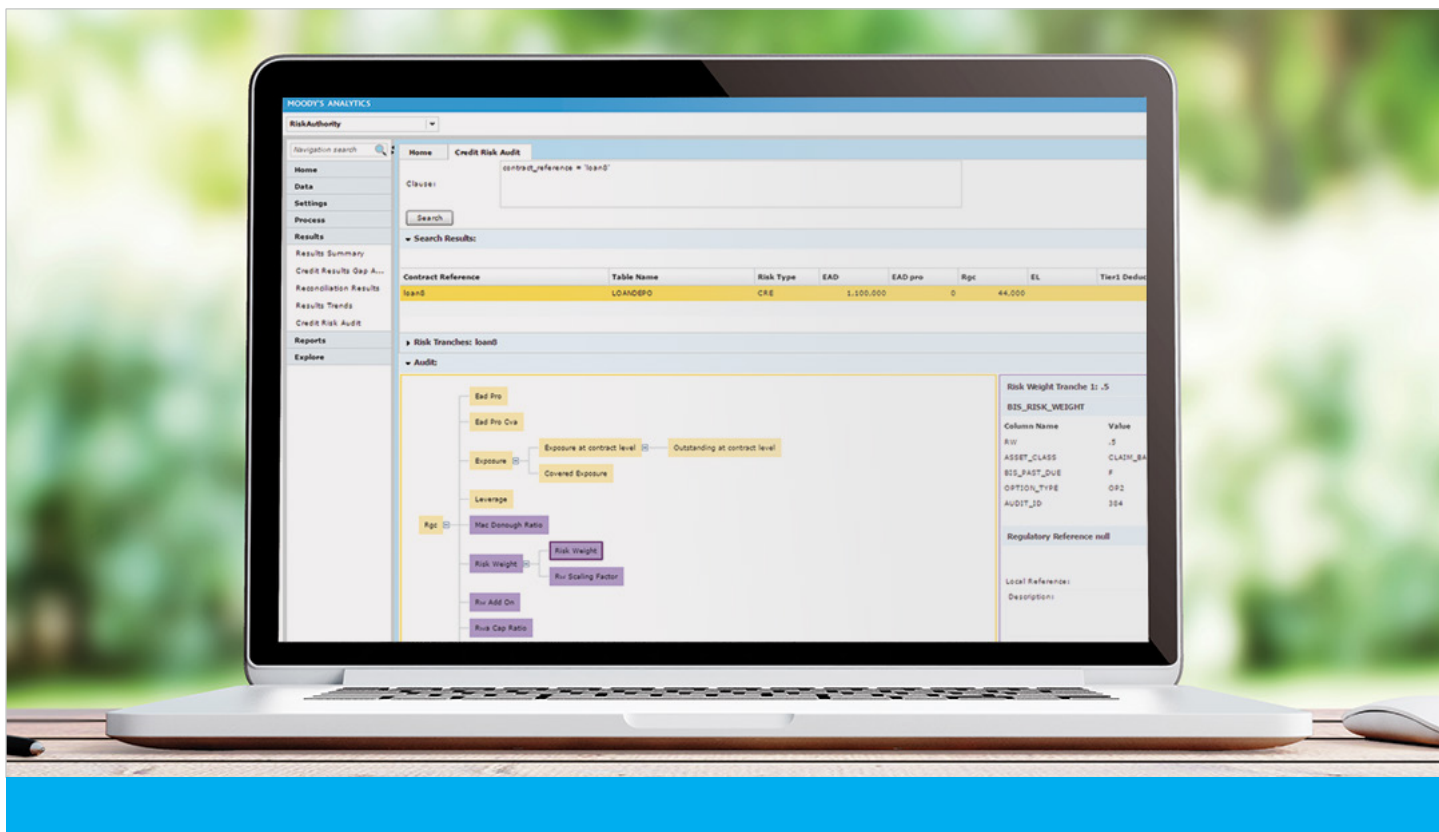 MOODY'S ANALYTICS
RiskAuthority
Navigation search
Home
Data
Settings
Process
Results
Results Summary
Credit Results Gap A...
Reconciliation Results
Results Trends
Credit Risk Audit
Reports
Explore
Home Credit Risk Audit
Clause: contract_reference = 'loan8'
Search
Search Results:
Contract Reference Table Name Risk Type EAD EAD pro Rgc EL Tier1 Deduc
loan8 LOANDEPO CRE 1,100,000 0 44,000
Risk Tranches: loan8
Audit:
Ead Pro
Ead Pro Cva
Exposure at contract level Outstanding at contract level
Exposure
Covered Exposure
Leverage
Rgc
Mac Donough Ratio
Risk Weight
Risk Weight
Rw Scaling Factor
Rw Add On
Rwa Cap Ratio
Risk Weight Tranche 1: .5
BIS_RISK_WEIGHT
Column Name Value
RW .5
ASSET_CLASS CLAIM_BA
BIS_PAST_DUE F
OPTION_TYPE OP2
AUDIT_ID 384
Regulatory Reference null
Local Reference:
Description: